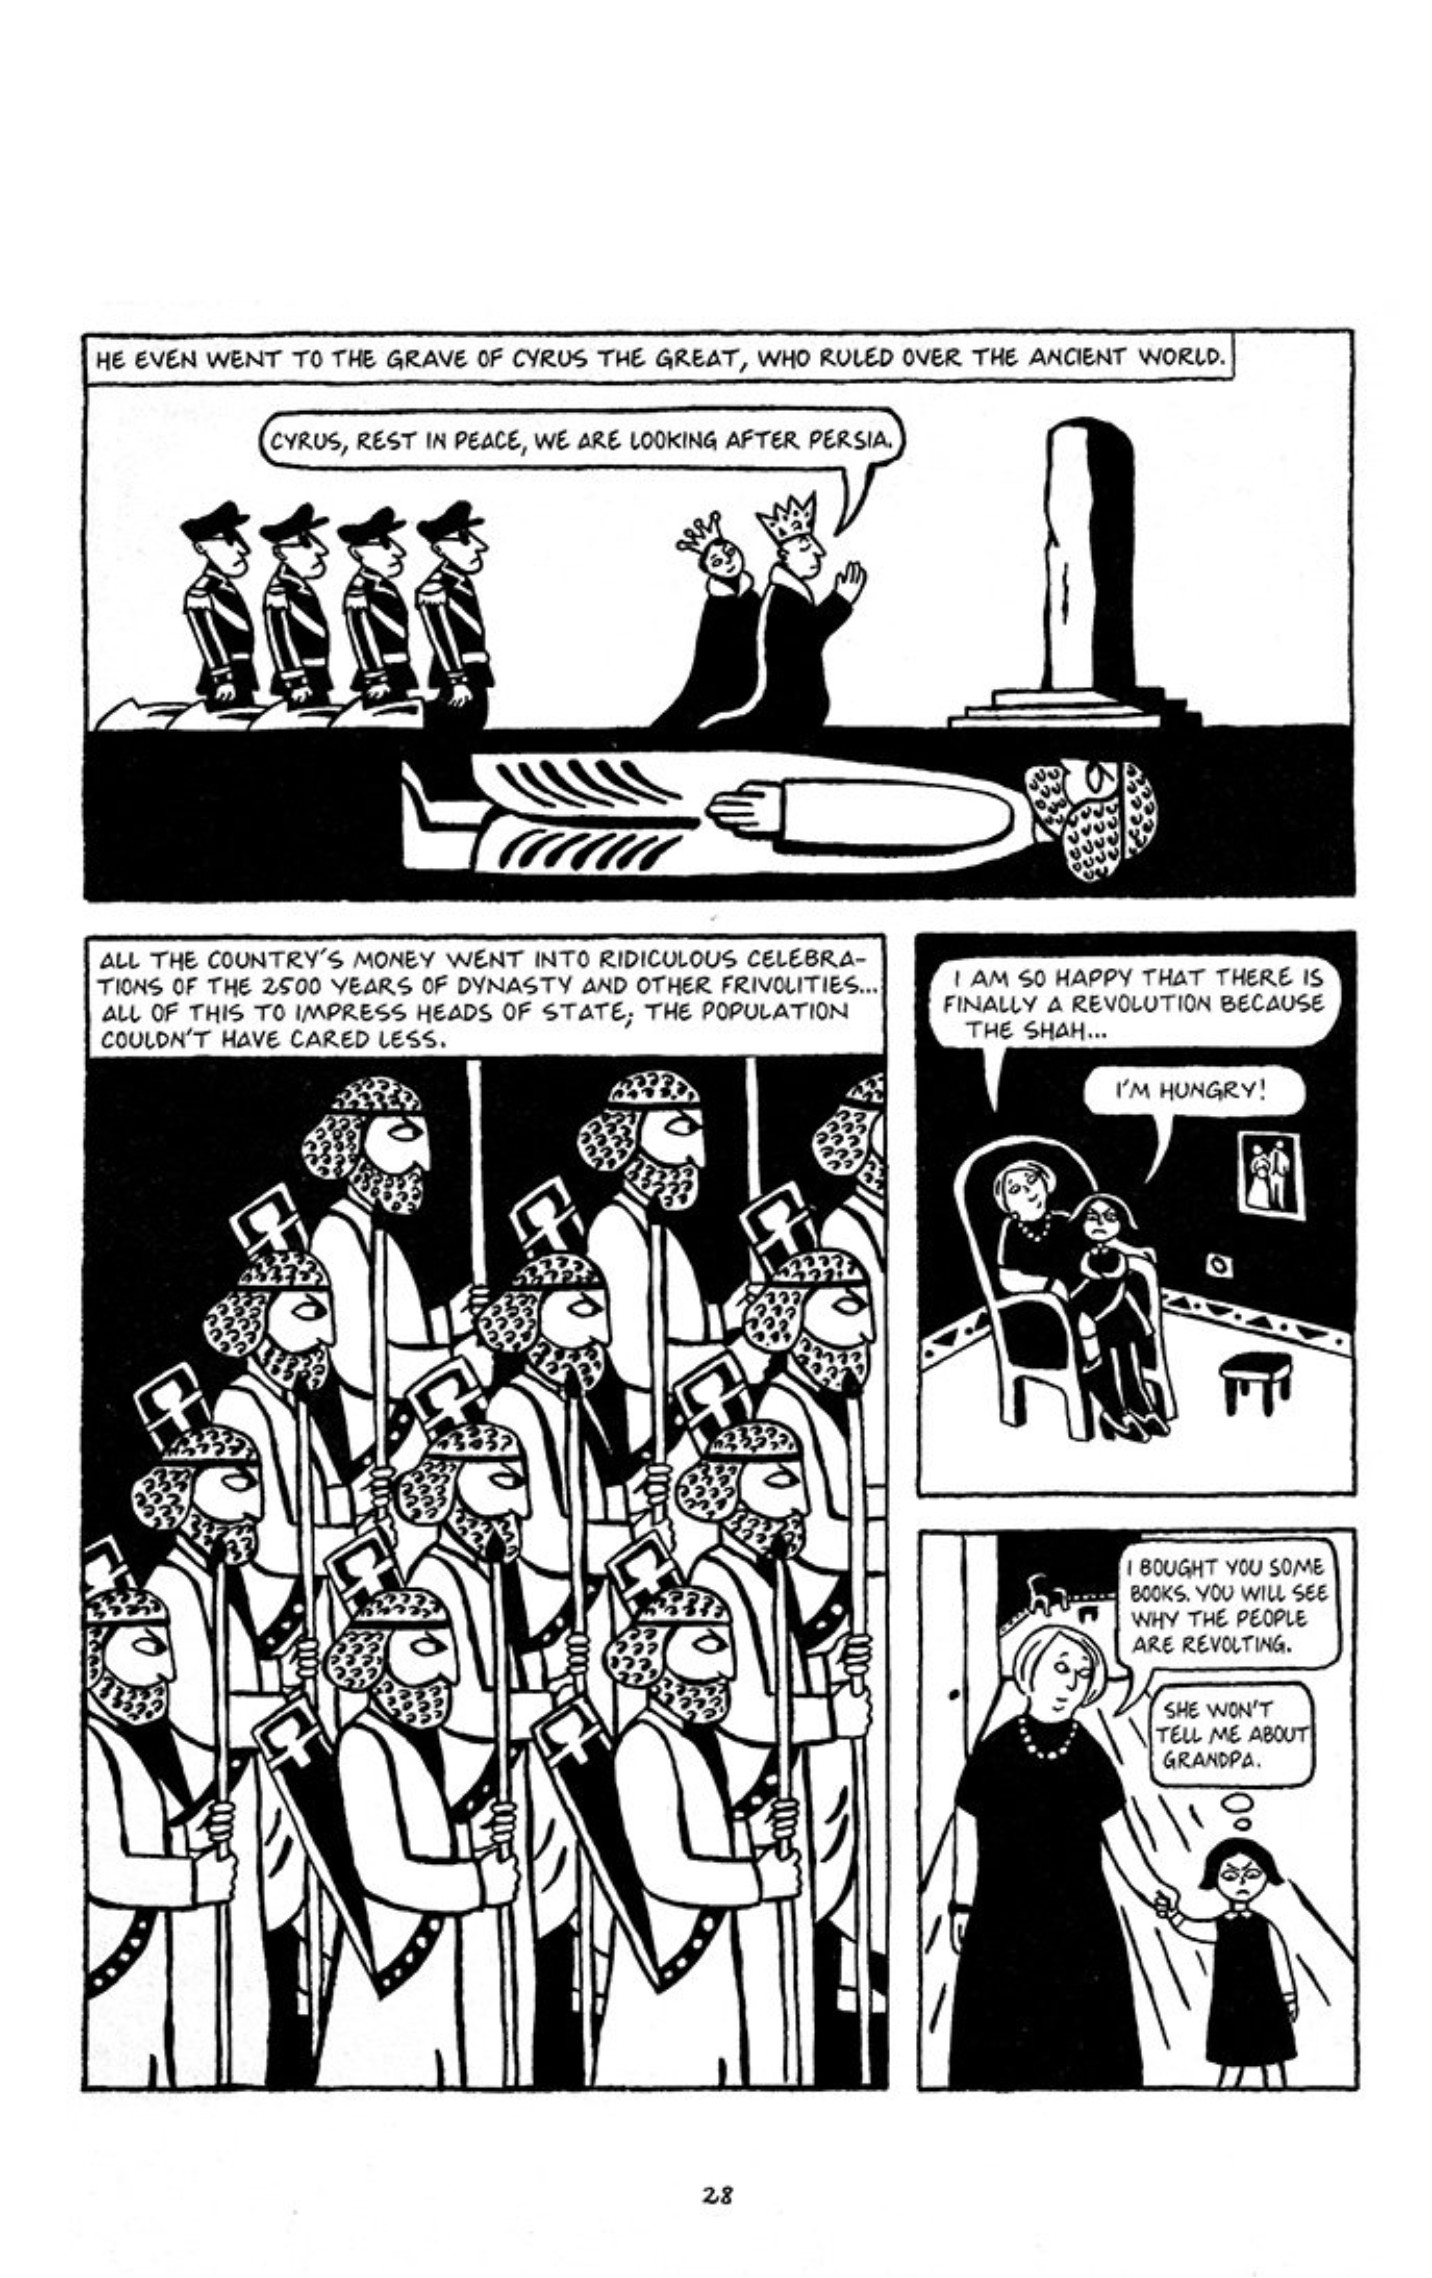 HE EVEN WENT TO THE GRAVE OF CYRUS THE GREAT, WHO RULED OVER THE ANCIENT WORLD.
CYRUS, REST IN PEACE, WE ARE LOOKING AFTER PERSIA.
ALL THE COUNTRY'S MONEY WENT INTO RIDICULOUS CELEBRA-
TIONS OF THE 2500 YEARS OF DYNASTY AND OTHER FRIVOLITIES...
ALL OF THIS TO IMPRESS HEADS OF STATE; THE POPULATION
COULDN'T HAVE CARED LESS.
I AM SO HAPPY THAT THERE IS
FINALLY A REVOLUTION BECAUSE
THE SHAH...
I'M HUNGRY!
I BOUGHT YOU SOME
BOOKS. YOU WILL SEE
WHY THE PEOPLE
ARE REVOLTING.
SHE WON'T
TELL ME ABOUT
GRANDPA.
28